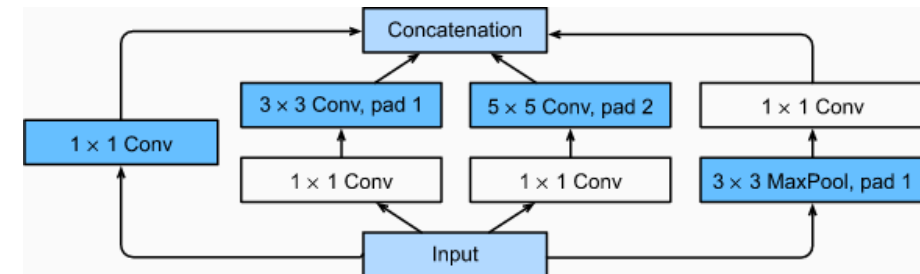 Concatenation
3 × 3 Conv, pad 1
5 × 5 Conv, pad 2
1 × 1 Conv
1 × 1 Conv
1 × 1 Conv
1 × 1 Conv
3 × 3 MaxPool, pad 1
Input